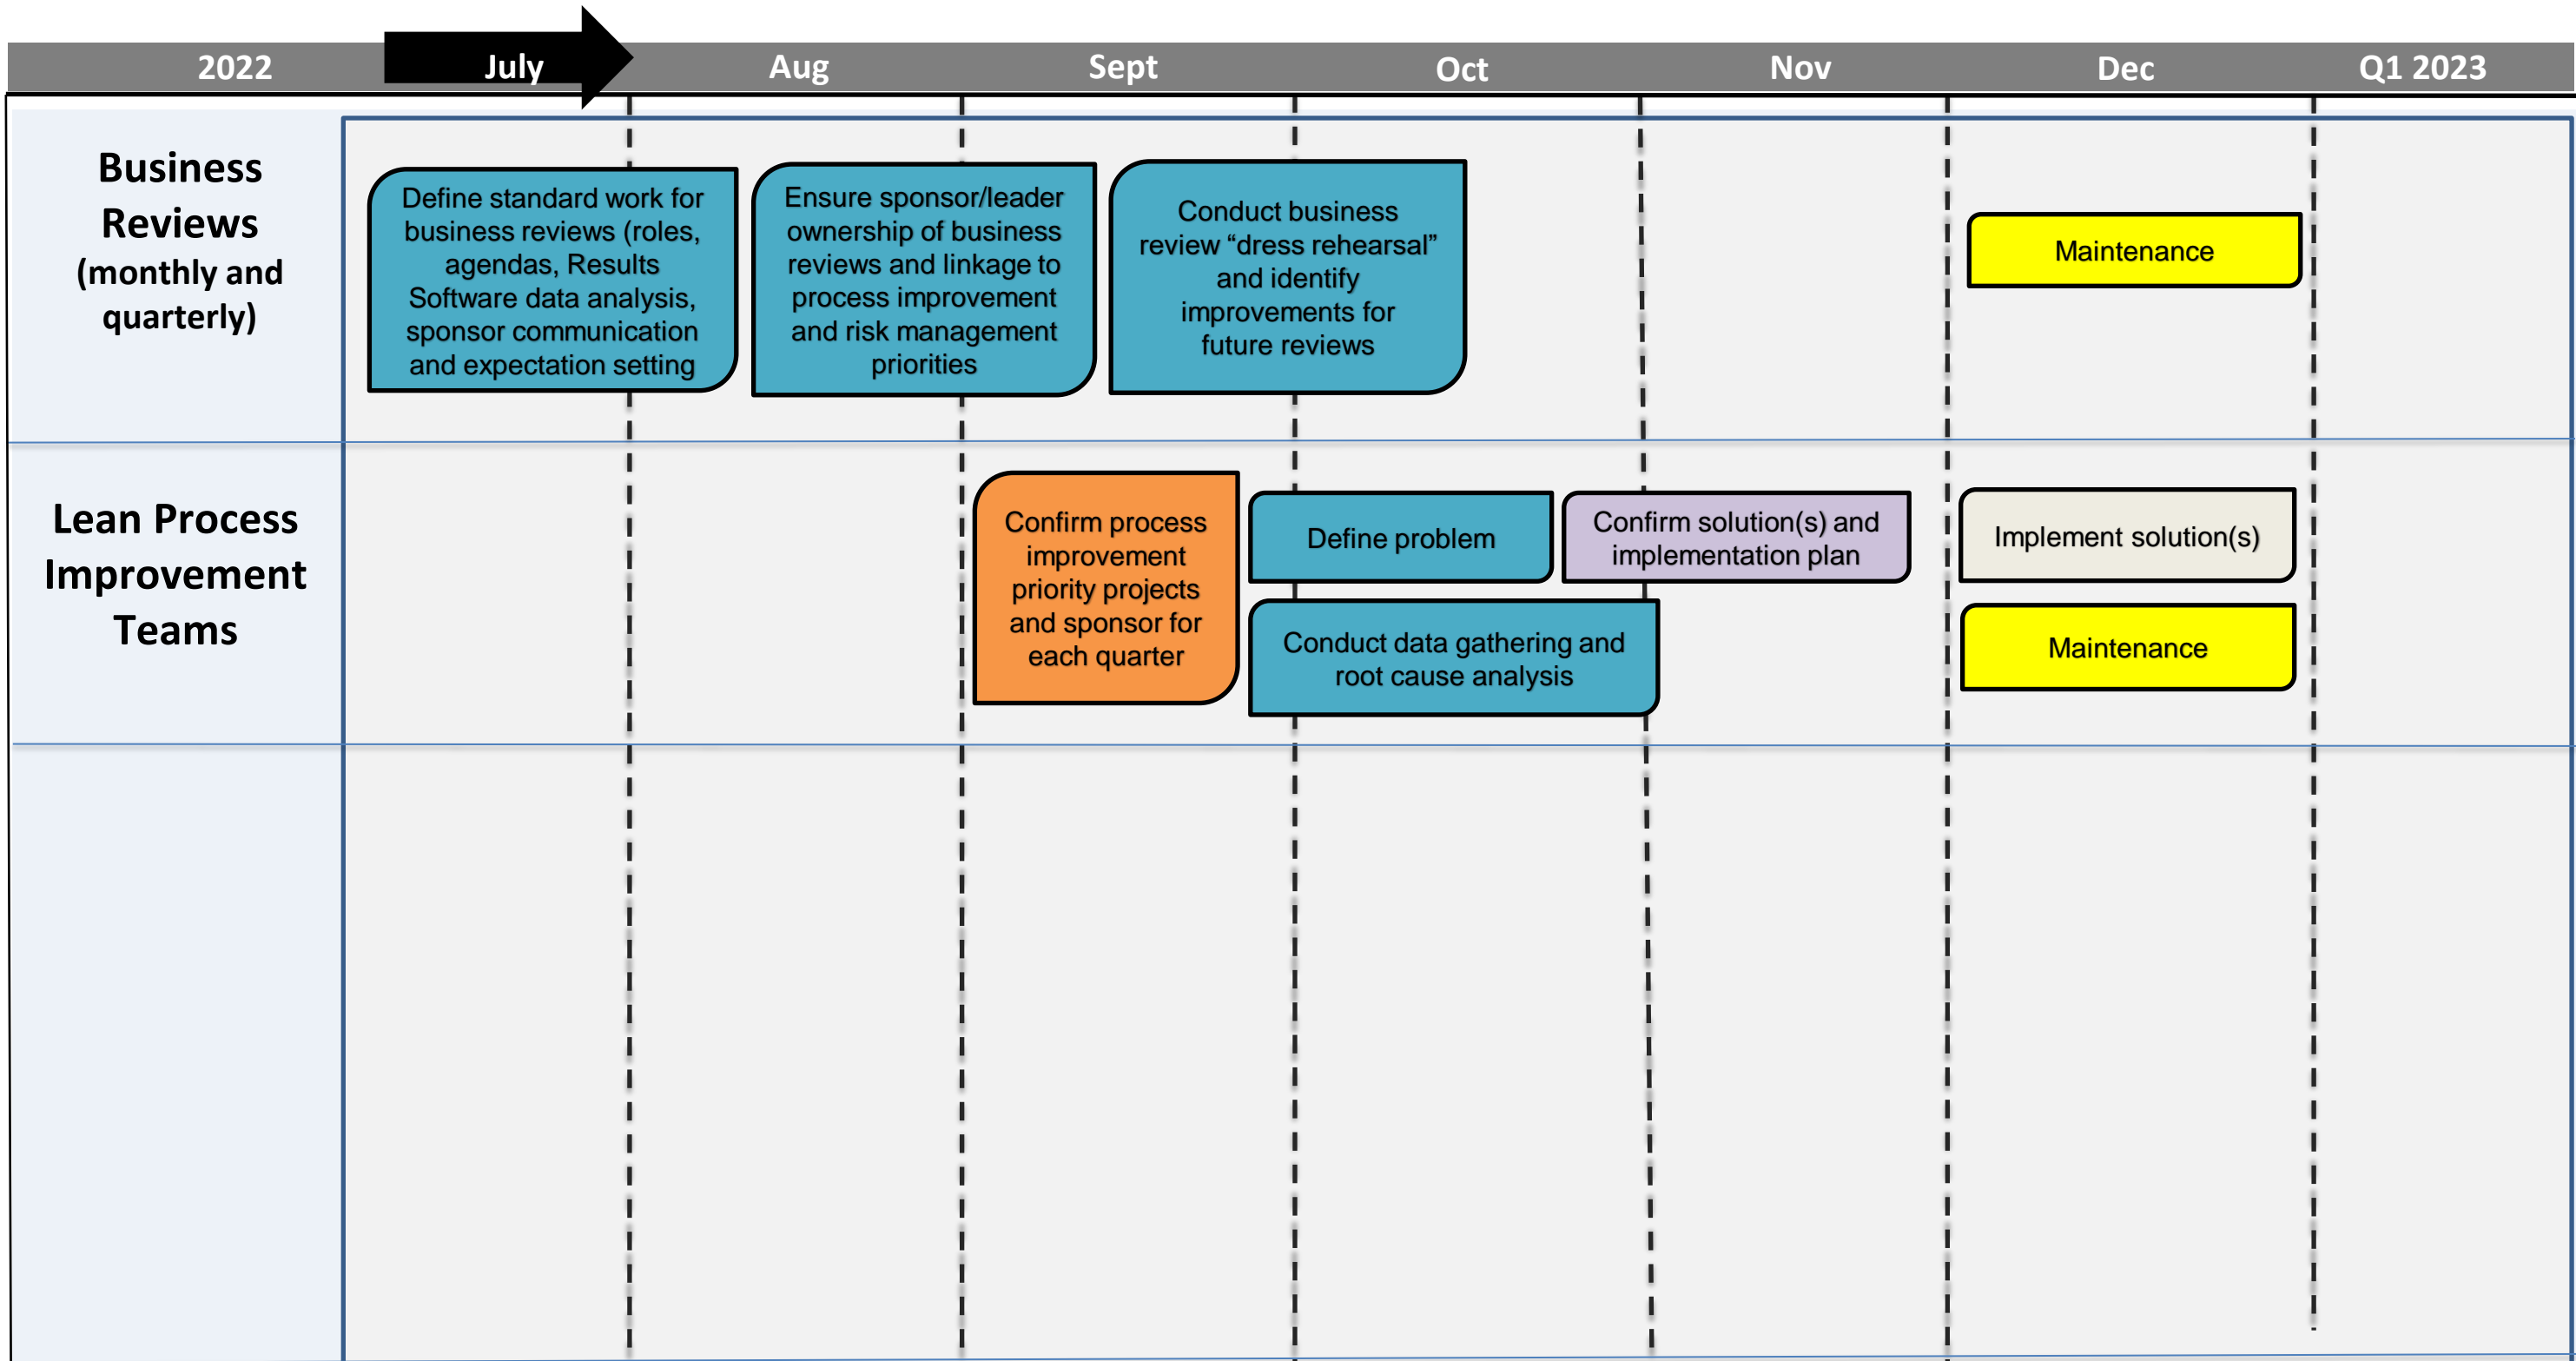 2022
July
Aug
Sept
Oct
Nov
Dec
Q1 2023
Business
Reviews
(monthly and
quarterly)
Define standard work for
business reviews (roles,
agendas, Results
Software data analysis,
sponsor communication
and expectation setting
Ensure sponsor/leader
ownership of business
reviews and linkage to
process improvement
and risk management
priorities
Conduct business
review “dress rehearsal”
and identify
improvements for
future reviews
Maintenance
Lean Process
Improvement
Teams
Confirm process
improvement
priority projects
and sponsor for
each quarter
Define problem
Conduct data gathering and
root cause analysis
Confirm solution(s) and
implementation plan
Implement solution(s)
Maintenance